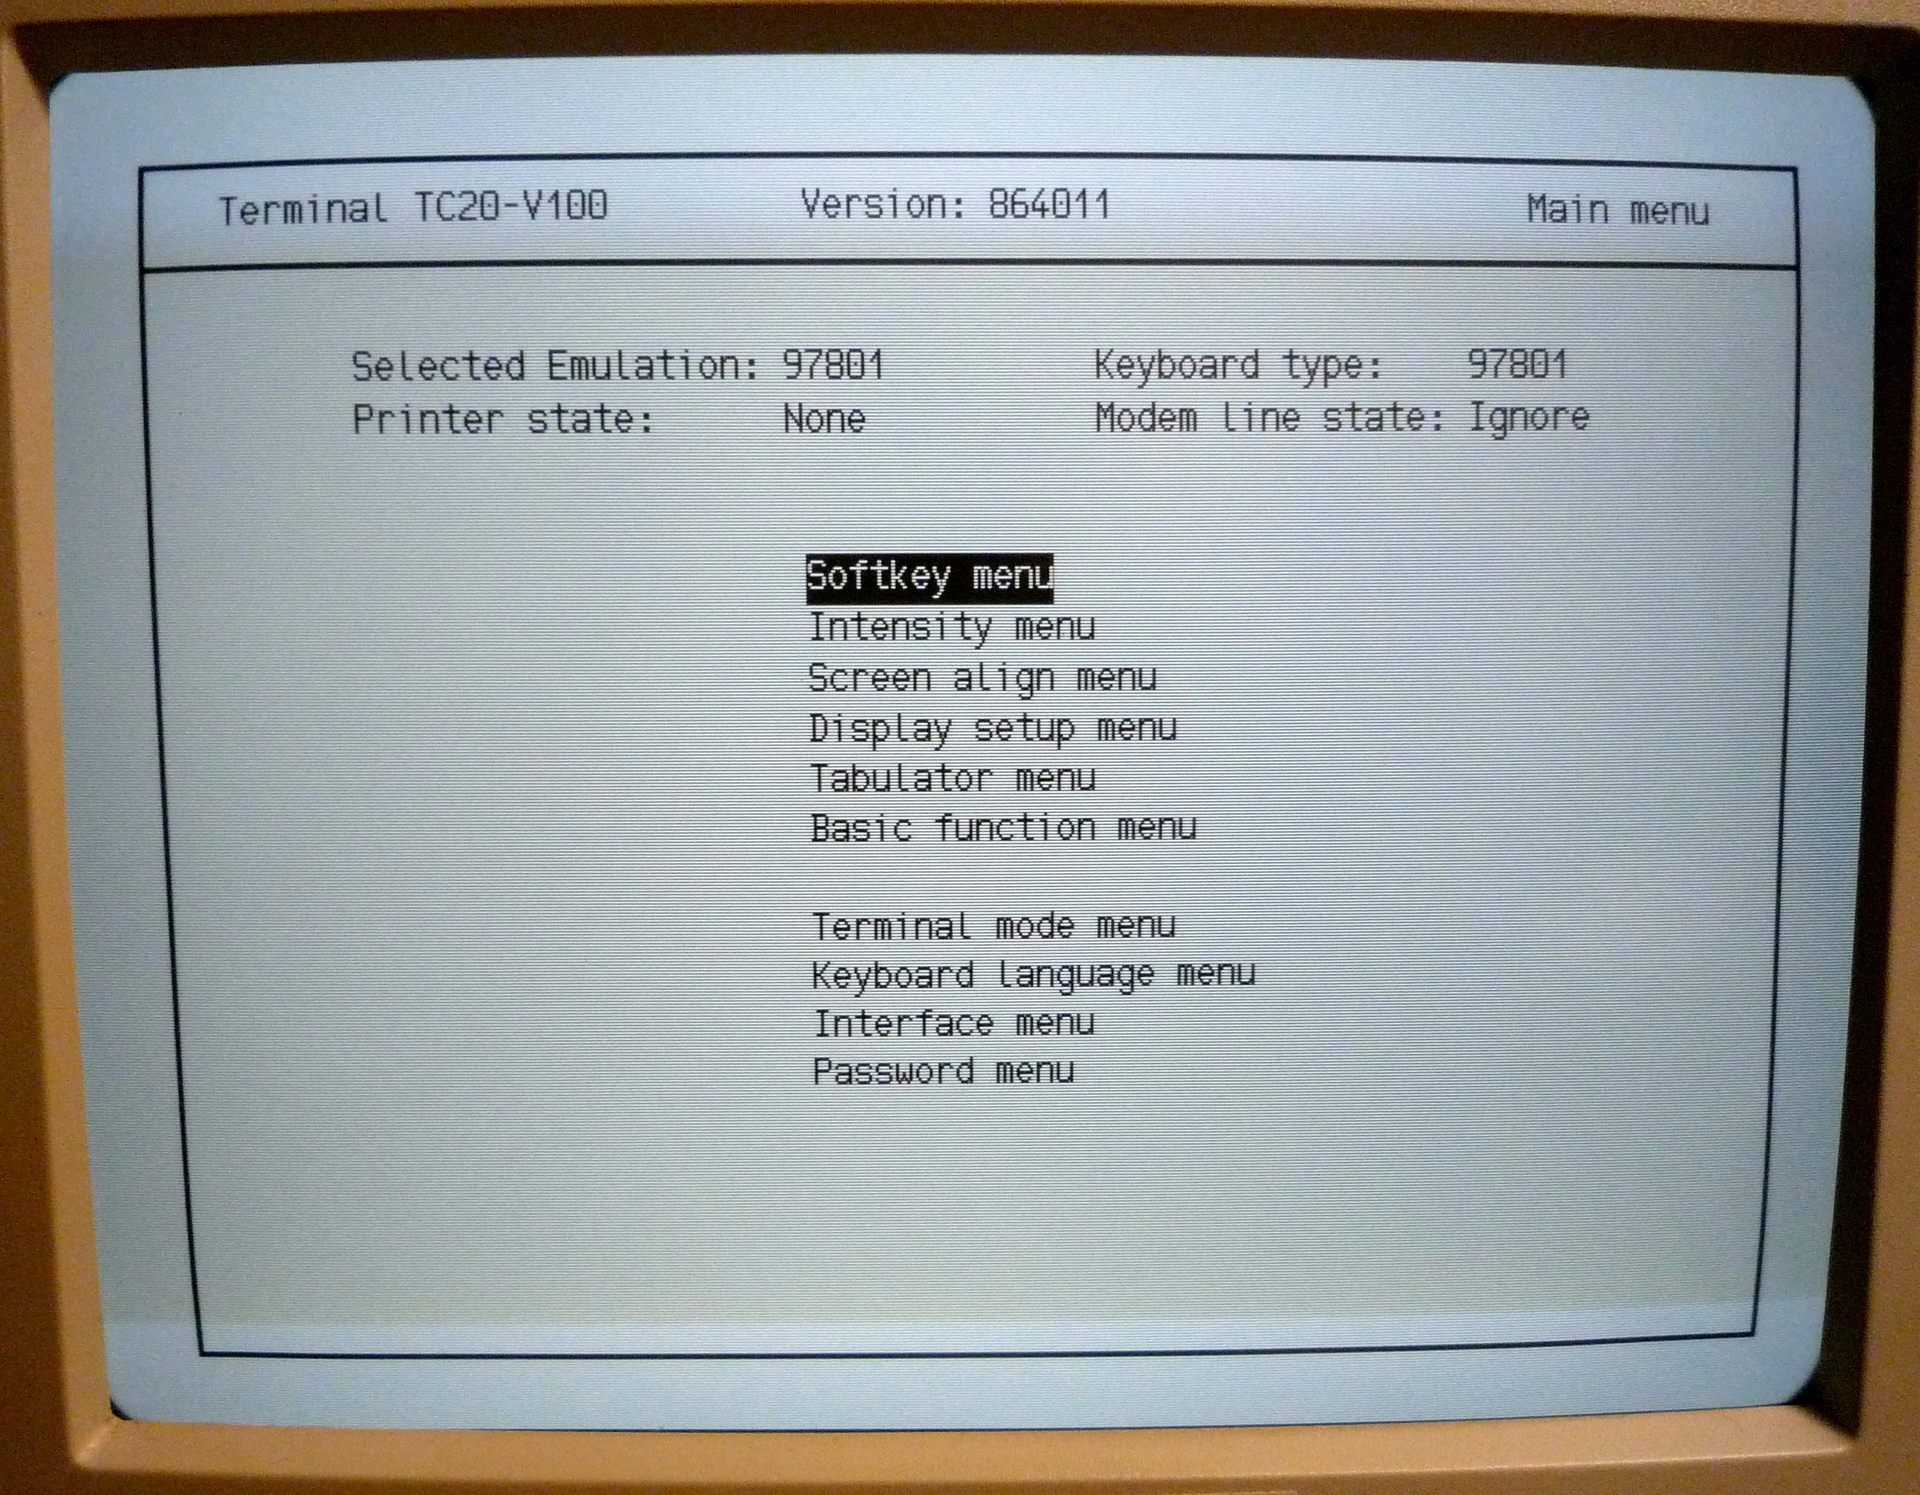 Terminal TC20-V100 Version: 864011 Main menu
Selected Emulation: 97801 Keyboard type: 97801
Printer state: None Modem line state: Ignore
Softkey menu
Intensity menu
Screen align menu
Display setup menu
Tabulator menu
Basic function menu
Terminal mode menu
Keyboard language menu
Interface menu
Password menu